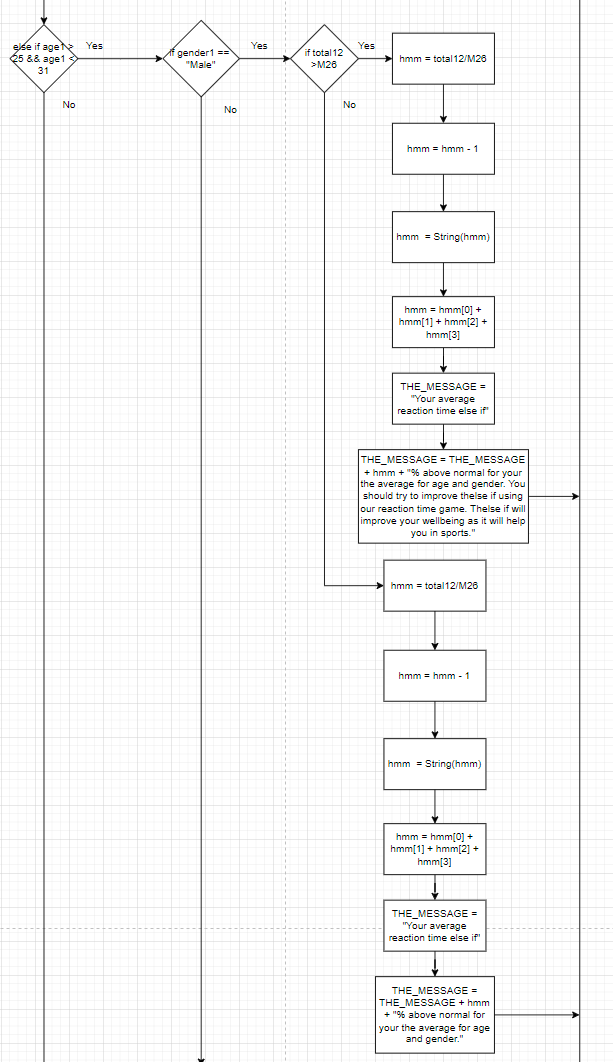 else if age1 >
25 && age1 <
31
Yes
No
if gender1 ==
"Male"
Yes
No
if total12
>M26
Yes
No
hmm = total12/M26
hmm = hmm - 1
hmm  = String(hmm)
hmm = hmm[0] +
hmm[1] + hmm[2] +
hmm[3]
THE_MESSAGE =
"Your average
reaction time else if"
THE_MESSAGE = THE_MESSAGE
+ hmm + "% above normal for your
the average for age and gender. You
should try to improve thelse if using
our reaction time game. Thelse if will
improve your wellbeing as it will help
you in sports."
hmm = total12/M26
hmm = hmm - 1
hmm  = String(hmm)
hmm = hmm[0] +
hmm[1] + hmm[2] +
hmm[3]
THE_MESSAGE =
"Your average
reaction time else if"
THE_MESSAGE =
THE_MESSAGE + hmm
+ "% above normal for
your the average for age
and gender."